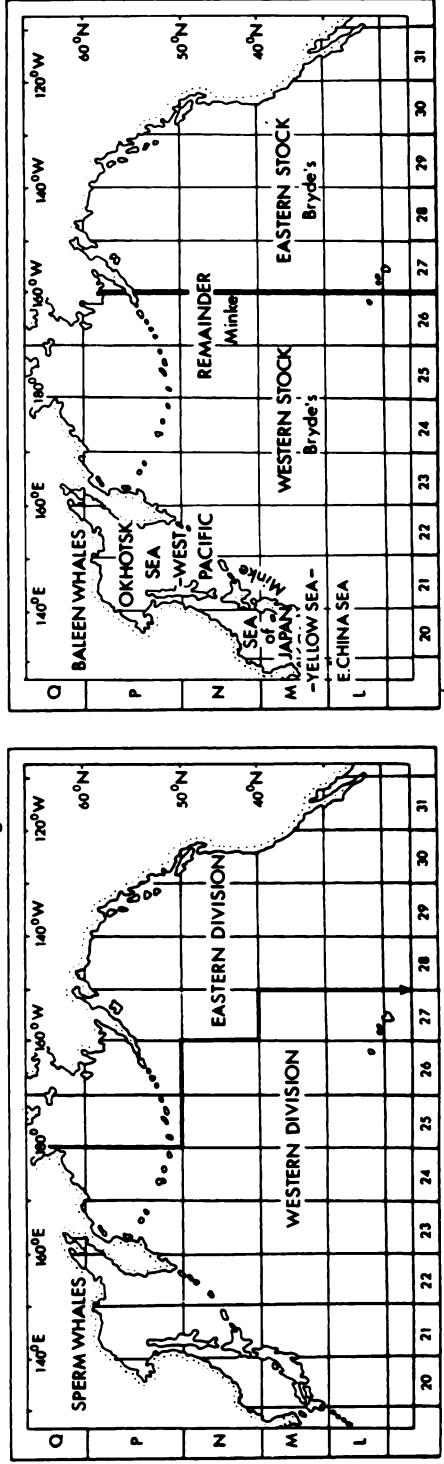 SPERM WHALES
140°E
160°E
180°
160°W
140°W
120°W
60°N
50°N
40°N
Q
P
N
M
L
EASTERN DIVISION
WESTERN DIVISION
20 21 22 23 24 25 26 27 28 29 30 31
BALEEN WHALES
140°E
160°E
180°
160°W
140°W
120°W
60°N
50°N
40°N
Q
P
N
M
L
OKHOTSK
SEA
-WEST
PACIFIC
Minke
SEA
of
JAPAN
-YELLOW SEA-
E.CHINA SEA
REMAINDER
Minke
WESTERN STOCK
Bryde's
EASTERN STOCK
Bryde's
20 21 22 23 24 25 26 27 28 29 30 31